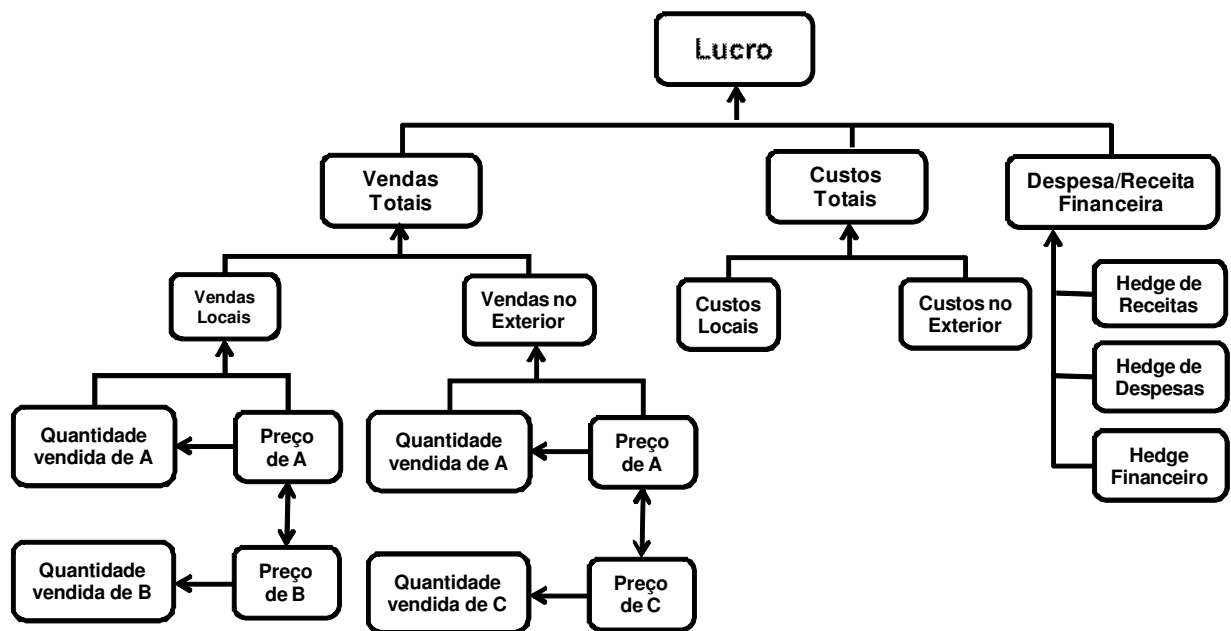 Lucro
Vendas
Totais
Custos
Totais
Despesa/Receita
Financeira
Vendas
Locais
Vendas no
Exterior
Custos
Locais
Custos no
Exterior
Hedge de
Receitas
Hedge de
Despesas
Hedge
Financeiro
Quantidade
vendida de A
Preço
de A
Quantidade
vendida de A
Preço
de A
Quantidade
vendida de B
Preço
de B
Quantidade
vendida de C
Preço
de C